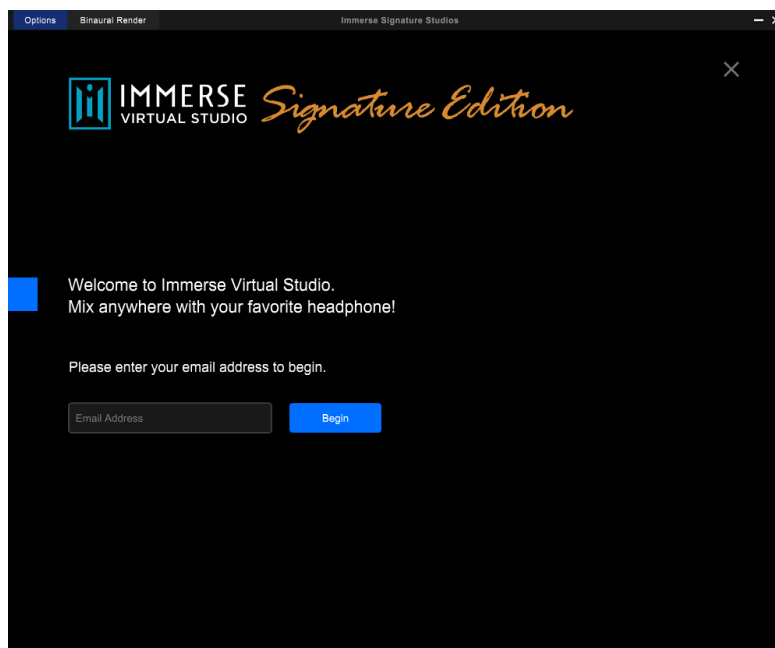 Options Binaural Render Immerse Signature Studios
IMMERSE
VIRTUAL STUDIO
Signature Edition
Welcome to Immerse Virtual Studio.
Mix anywhere with your favorite headphone!
Please enter your email address to begin.
Email Address
Begin